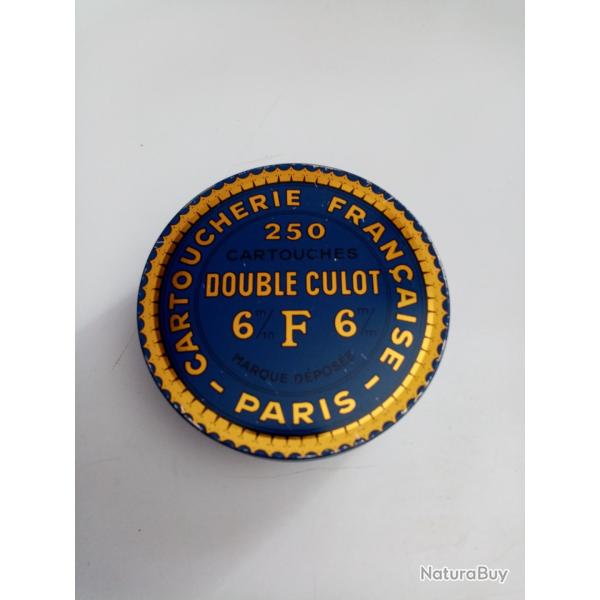 CARTOUCHERIE FRANÇAISE
250
CARTOUCHES
DOUBLE CULOT
6 m/m F 6 m/m
MARQUE DÉPOSÉE
- PARIS -
NaturaBuy